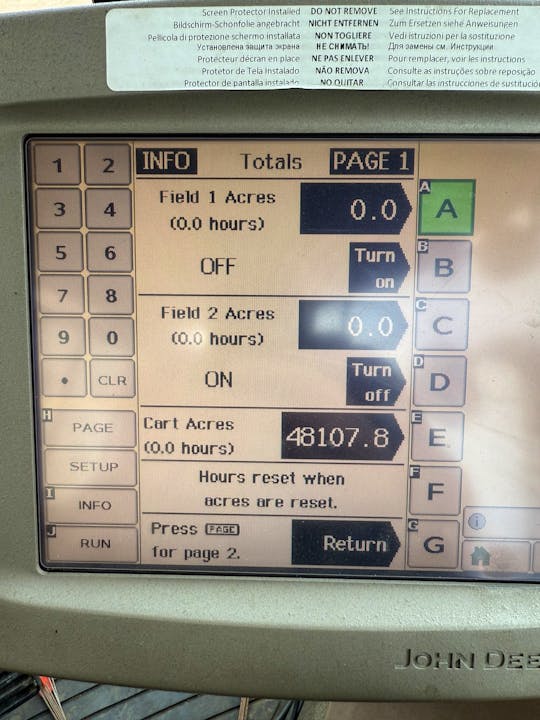 Screen Protector Installed DO NOT REMOVE See Instructions For Replacement
Bildschirm-Schonfolie angebracht NICHT ENTFERNEN Zum Ersetzen siehe Anweisungen
Pellicola di protezione schermo installata NON TOGLIERE Vedi istruzioni per la sostituzione
Установлена защита экрана НЕ СНИМАТЬ! Для замены см. Инструкции
Protecteur décran en place NE PAS ENLEVER Pour remplacer, voir les instructions
Protetor de Tela Instalado NÃO REMOVA Consulte as instruções sobre reposição
Protector de pantalla instalado NO QUITAR Consultar las instrucciones de sustitució
1 2 INFO Totals PAGE 1
3 4 Field 1 Acres 0.0 A A
(0.0 hours)
5 6 OFF Turn on B B
7 8 Field 2 Acres 0.0 C C
9 0 (0.0 hours)
. CLR ON Turn off D D
H PAGE Cart Acres 48107.8 E E
(0.0 hours)
SETUP Hours reset when F F
I INFO acres are reset.
J RUN Press PAGE Return G G
for page 2.
i
JOHN DEE